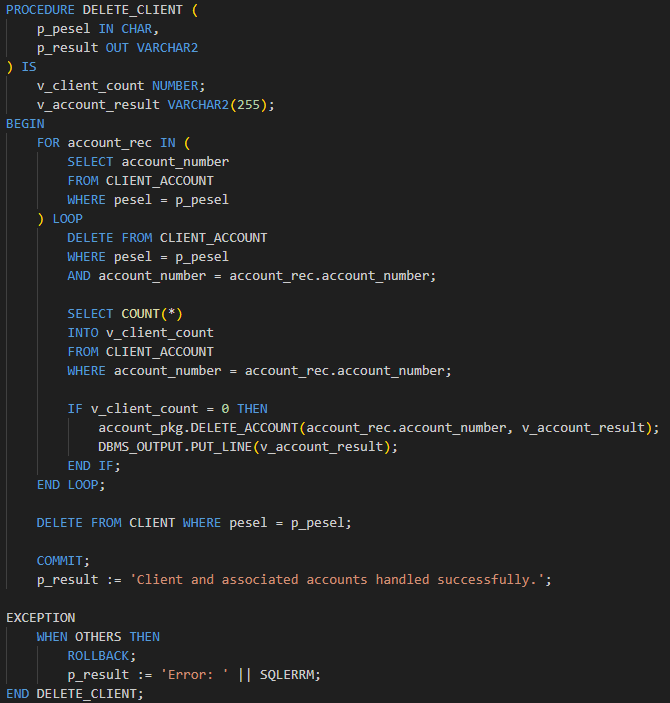 PROCEDURE DELETE_CLIENT (
    p_pesel IN CHAR,
    p_result OUT VARCHAR2
) IS
    v_client_count NUMBER;
    v_account_result VARCHAR2(255);
BEGIN
    FOR account_rec IN (
        SELECT account_number
        FROM CLIENT_ACCOUNT
        WHERE pesel = p_pesel
    ) LOOP
        DELETE FROM CLIENT_ACCOUNT
        WHERE pesel = p_pesel
        AND account_number = account_rec.account_number;

        SELECT COUNT(*)
        INTO v_client_count
        FROM CLIENT_ACCOUNT
        WHERE account_number = account_rec.account_number;

        IF v_client_count = 0 THEN
            account_pkg.DELETE_ACCOUNT(account_rec.account_number, v_account_result);
            DBMS_OUTPUT.PUT_LINE(v_account_result);
        END IF;
    END LOOP;

    DELETE FROM CLIENT WHERE pesel = p_pesel;

    COMMIT;
    p_result := 'Client and associated accounts handled successfully.';

EXCEPTION
    WHEN OTHERS THEN
        ROLLBACK;
        p_result := 'Error: ' || SQLERRM;
END DELETE_CLIENT;